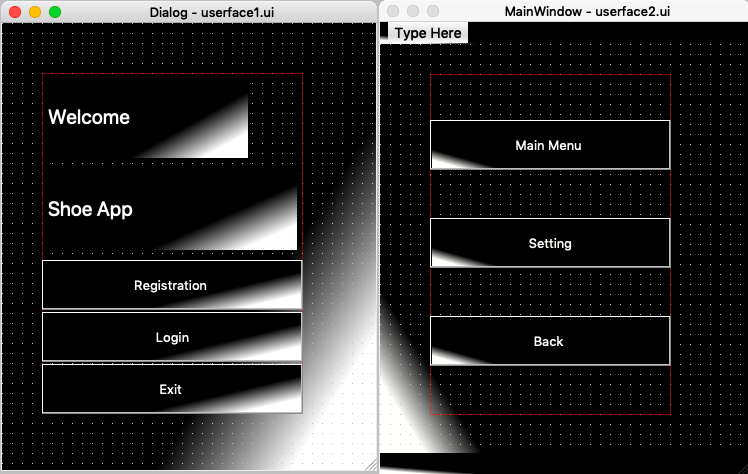 Dialog - userface1.ui
Welcome
Shoe App
Registration
Login
Exit
MainWindow - userface2.ui
Type Here
Main Menu
Setting
Back